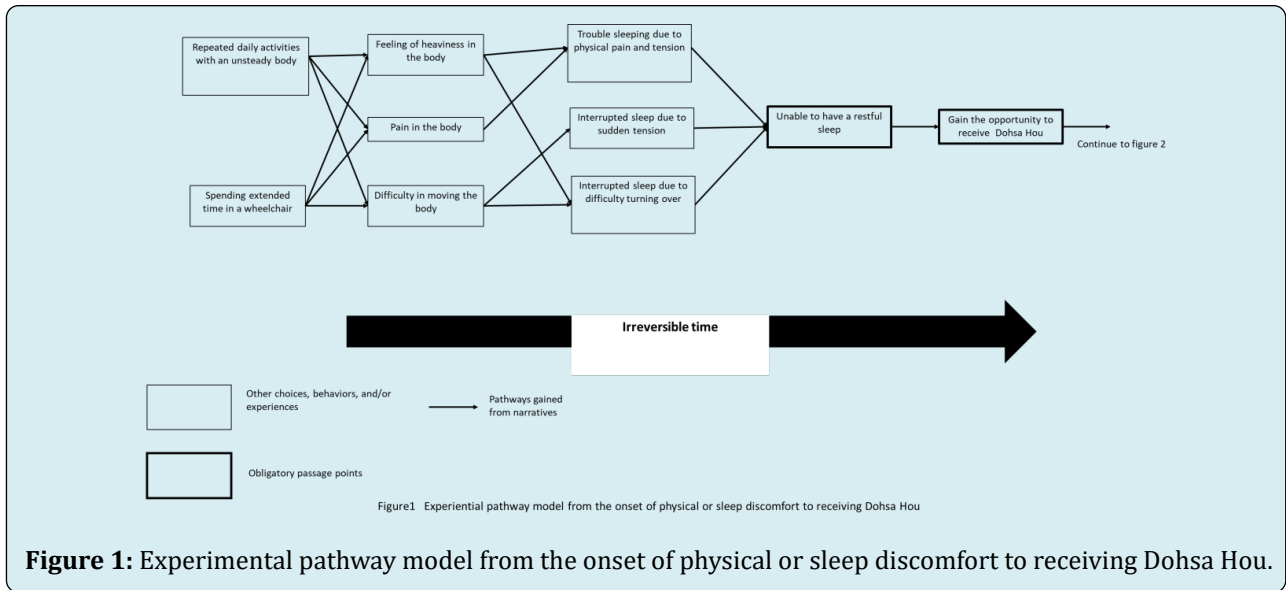 Repeated daily activities
with an unsteady body
Feeling of heaviness in
the body
Trouble sleeping due to
physical pain and tension
Pain in the body
Interrupted sleep due to
sudden tension
Unable to have a restful
sleep
Gain the opportunity to
receive Dohsa Hou
Continue to figure 2
Spending extended
time in a wheelchair
Difficulty in moving the
body
Interrupted sleep due to
difficulty turning over
Irreversible time
Other choices, behaviors, and/or
experiences
Pathways gained
from narratives
Obligatory passage points
Figure1 Experiential pathway model from the onset of physical or sleep discomfort to receiving Dohsa Hou
Figure 1: Experimental pathway model from the onset of physical or sleep discomfort to receiving Dohsa Hou.